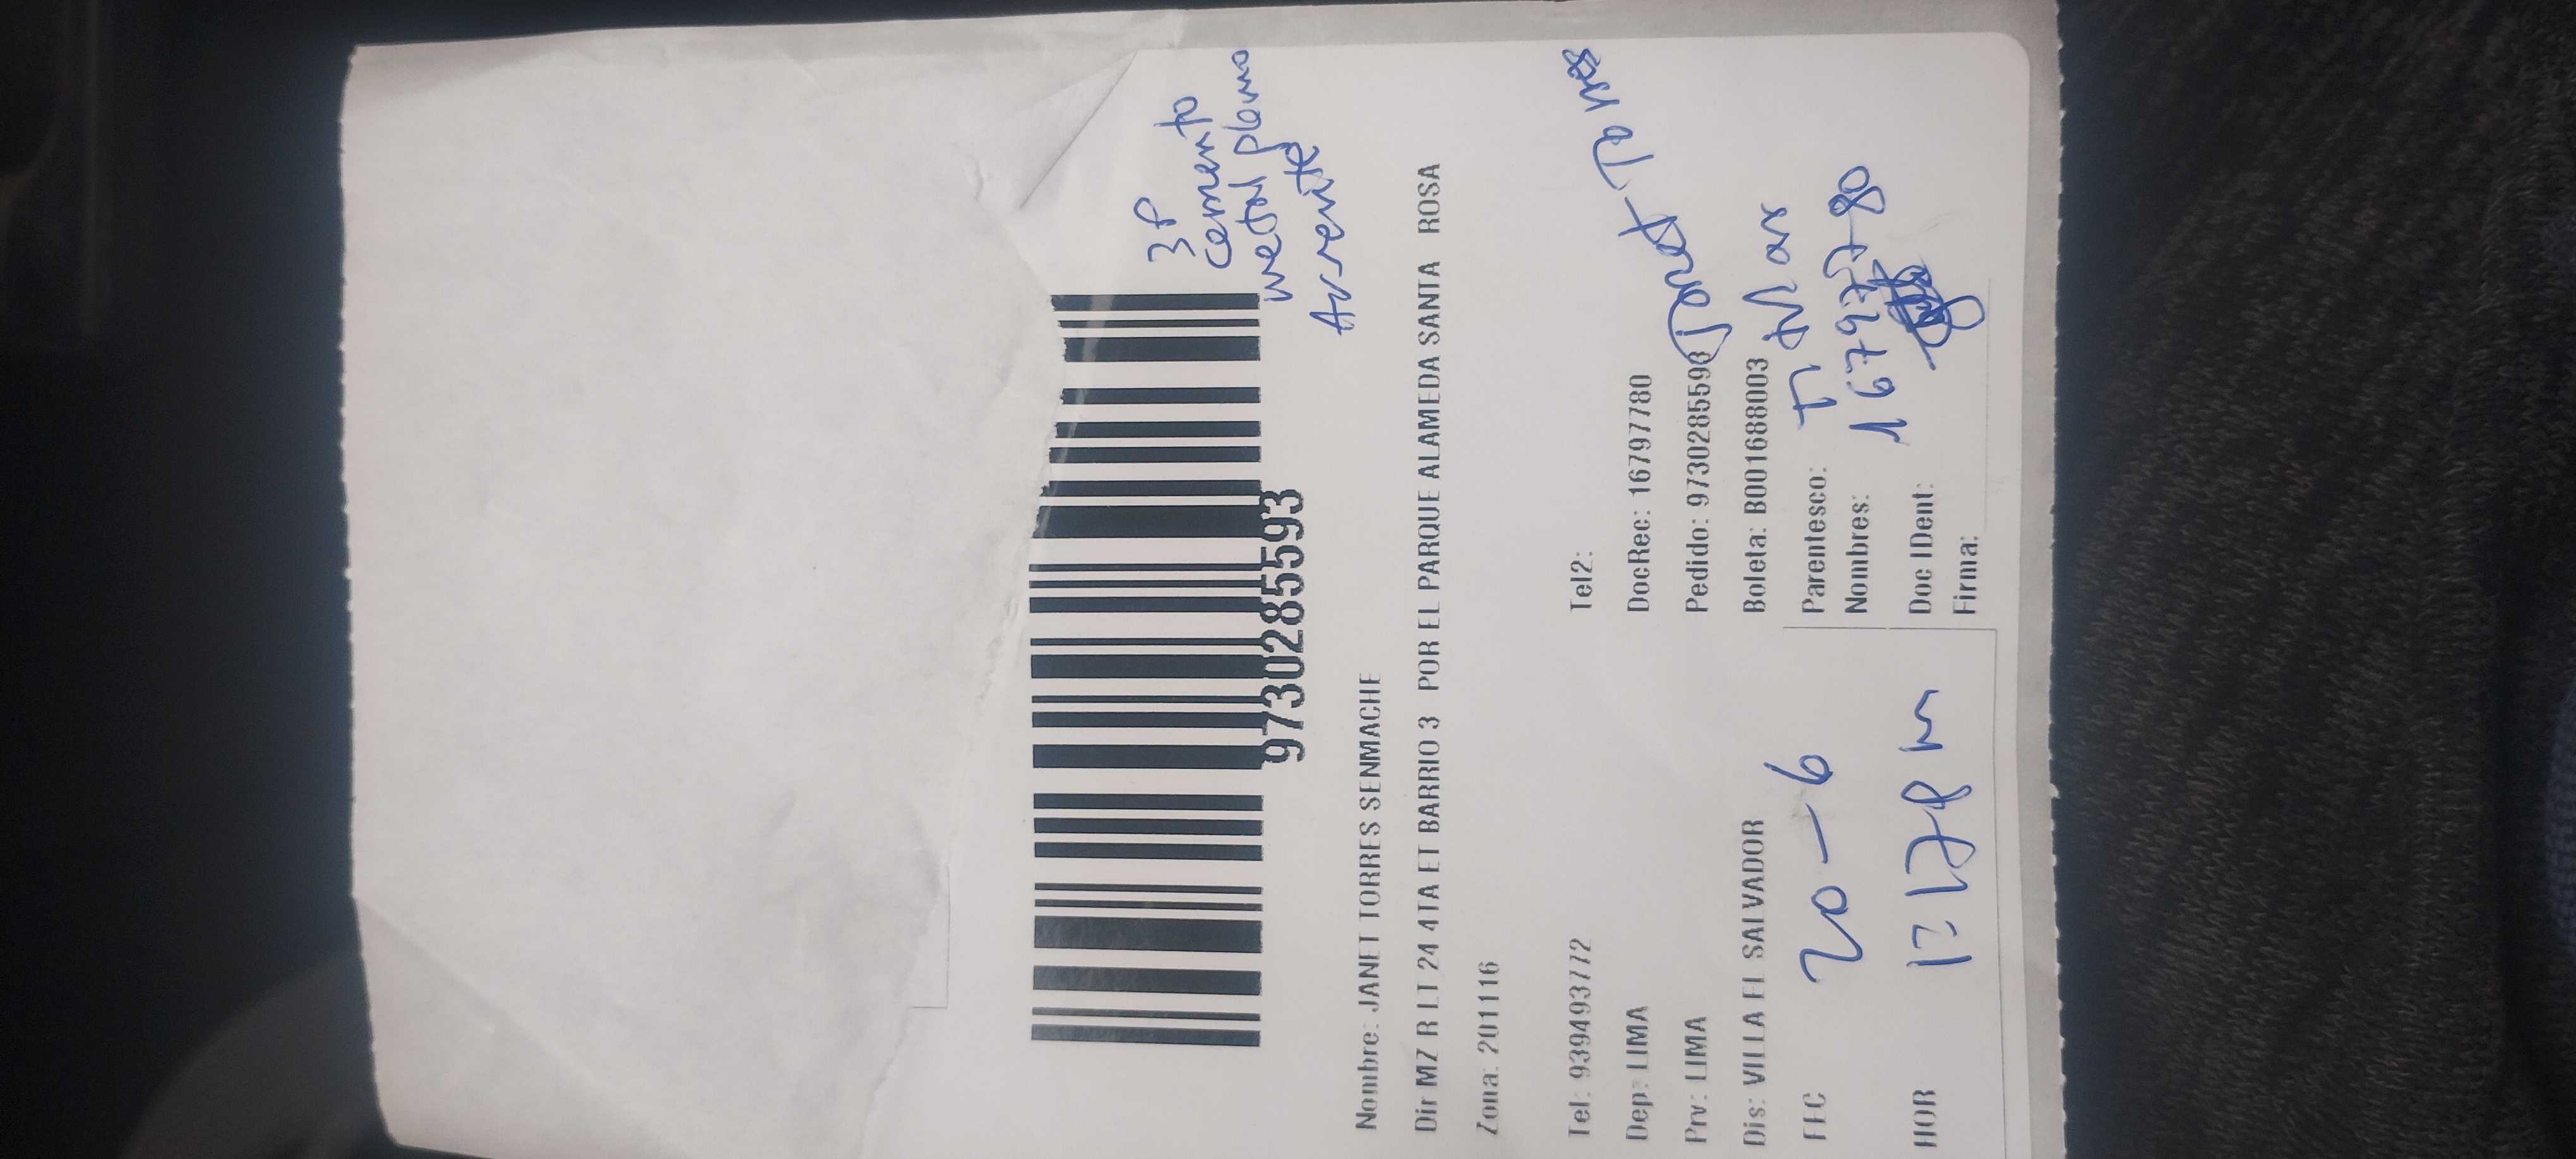 3P
cemento
metal plomo
9730285593
Nombre: JANET TORRES SENMACHE
Dir MZ R LT 24 4TA ET BARRIO 3 POR EL PARQUE ALAMEDA SANTA ROSA
Zona: 201116
Tel: 939493772 Tel2:
Dep: LIMA DocRec: 16797780
Prv: LIMA Pedido: 9730285593 Janet Torres
Dis: VILLA EL SALVADOR Boleta: B001688003
FEC 20-6 Parentesco: Titular
Nombres:
HOR Doc IDent: 16797780
Firma: